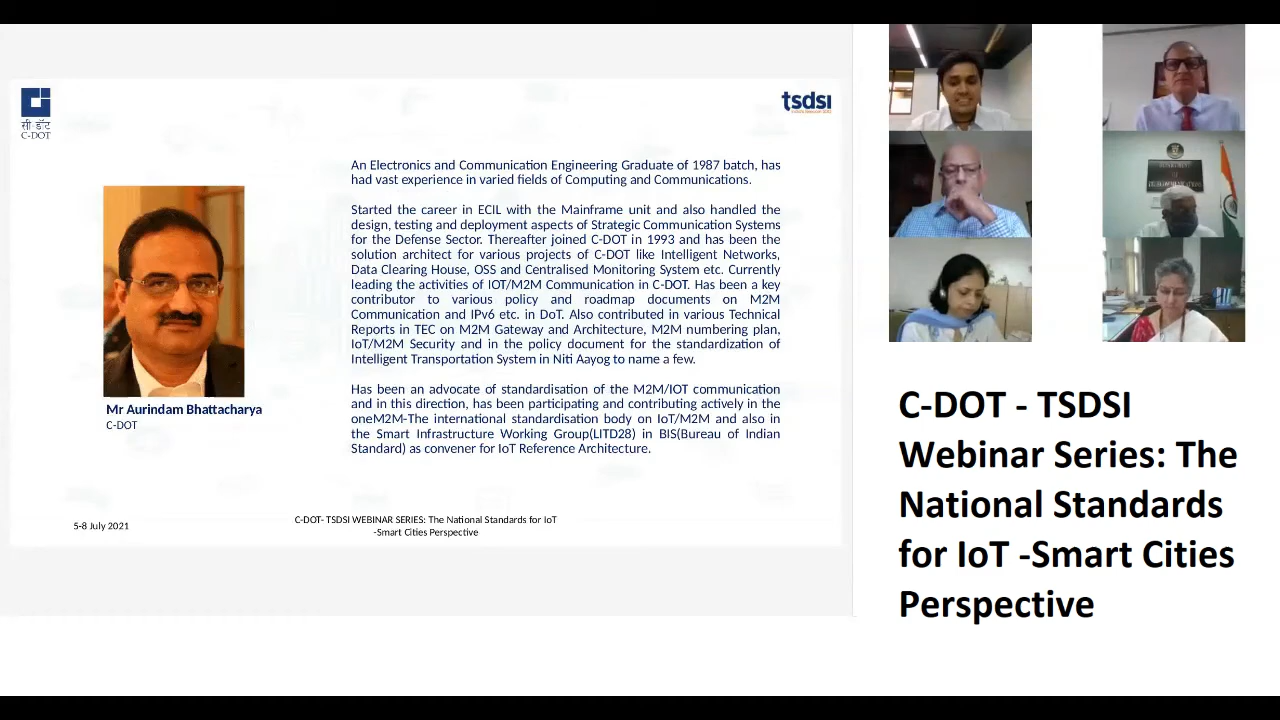 सी डॉट
C-DOT
tsdsi
An Electronics and Communication Engineering Graduate of 1987 batch, has
had vast experience in varied fields of Computing and Communications.
Started the career in ECIL with the Mainframe unit and also handled the
design, testing and deployment aspects of Strategic Communication Systems
for the Defense Sector. Thereafter joined C-DOT in 1993 and has been the
solution architect for various projects of C-DOT like Intelligent Networks,
Data Clearing House, OSS and Centralised Monitoring System etc. Currently
leading the activities of IOT/M2M Communication in C-DOT. Has been a key
contributor to various policy and roadmap documents on M2M
Communication and IPv6 etc. in DoT. Also contributed in various Technical
Reports in TEC on M2M Gateway and Architecture, M2M numbering plan,
IoT/M2M Security and in the policy document for the standardization of
Intelligent Transportation System in Niti Aayog to name a few.
Has been an advocate of standardisation of the M2M/IOT communication
and in this direction, has been participating and contributing actively in the
oneM2M-The international standardisation body on IoT/M2M and also in
the Smart Infrastructure Working Group(LITD28) in BIS(Bureau of Indian
Standard) as convener for IoT Reference Architecture.
Mr Aurindam Bhattacharya
C-DOT
5-8 July 2021
C-DOT- TSDSI WEBINAR SERIES: The National Standards for IoT
-Smart Cities Perspective
C-DOT - TSDSI
Webinar Series: The
National Standards
for IoT -Smart Cities
Perspective